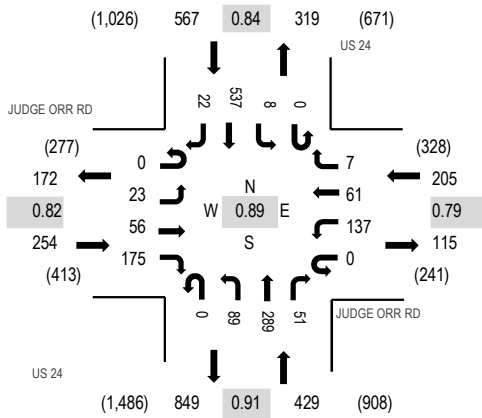 (1,026) 567 0.84 319 (671)
US 24
JUDGE ORR RD
22 537 8 0
(277) (328)
0 7
172 205
23 N 61
0.82 W 0.89 E 0.79
56 137
S
254 115
175 0
(413) (241)
0 89 289 51
JUDGE ORR RD
US 24
(1,486) 849 0.91 429 (908)